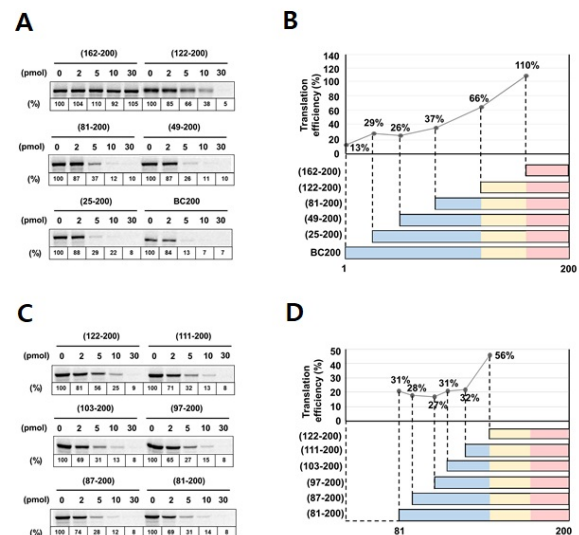 A
(162-200) (122-200)
(pmol) 0 2 5 10 30 0 2 5 10 30
(%) 100 104 110 92 105 100 85 66 38 5
(81-200) (49-200)
(pmol) 0 2 5 10 30 0 2 5 10 30
(%) 100 87 37 12 10 100 87 26 11 10
(25-200) BC200
(pmol) 0 2 5 10 30 0 2 5 10 30
(%) 100 88 29 22 8 100 84 13 7 7
B
Translation
efficiency (%)
140
120
100
80
60
40
20
0
13% 29% 26% 37% 66% 110%
(162-200)
(122-200)
(81-200)
(49-200)
(25-200)
BC200
1 200
C
(122-200) (111-200)
(pmol) 0 2 5 10 30 0 2 5 10 30
(%) 100 81 56 25 9 100 71 32 13 8
(103-200) (97-200)
(pmol) 0 2 5 10 30 0 2 5 10 30
(%) 100 69 31 13 8 100 65 27 15 8
(87-200) (81-200)
(pmol) 0 2 5 10 30 0 2 5 10 30
(%) 100 74 28 12 8 100 69 31 14 8
D
Translation
efficiency (%)
50
40
30
20
10
0
31% 28% 27% 31% 32% 56%
(122-200)
(111-200)
(103-200)
(97-200)
(87-200)
(81-200)
81 200